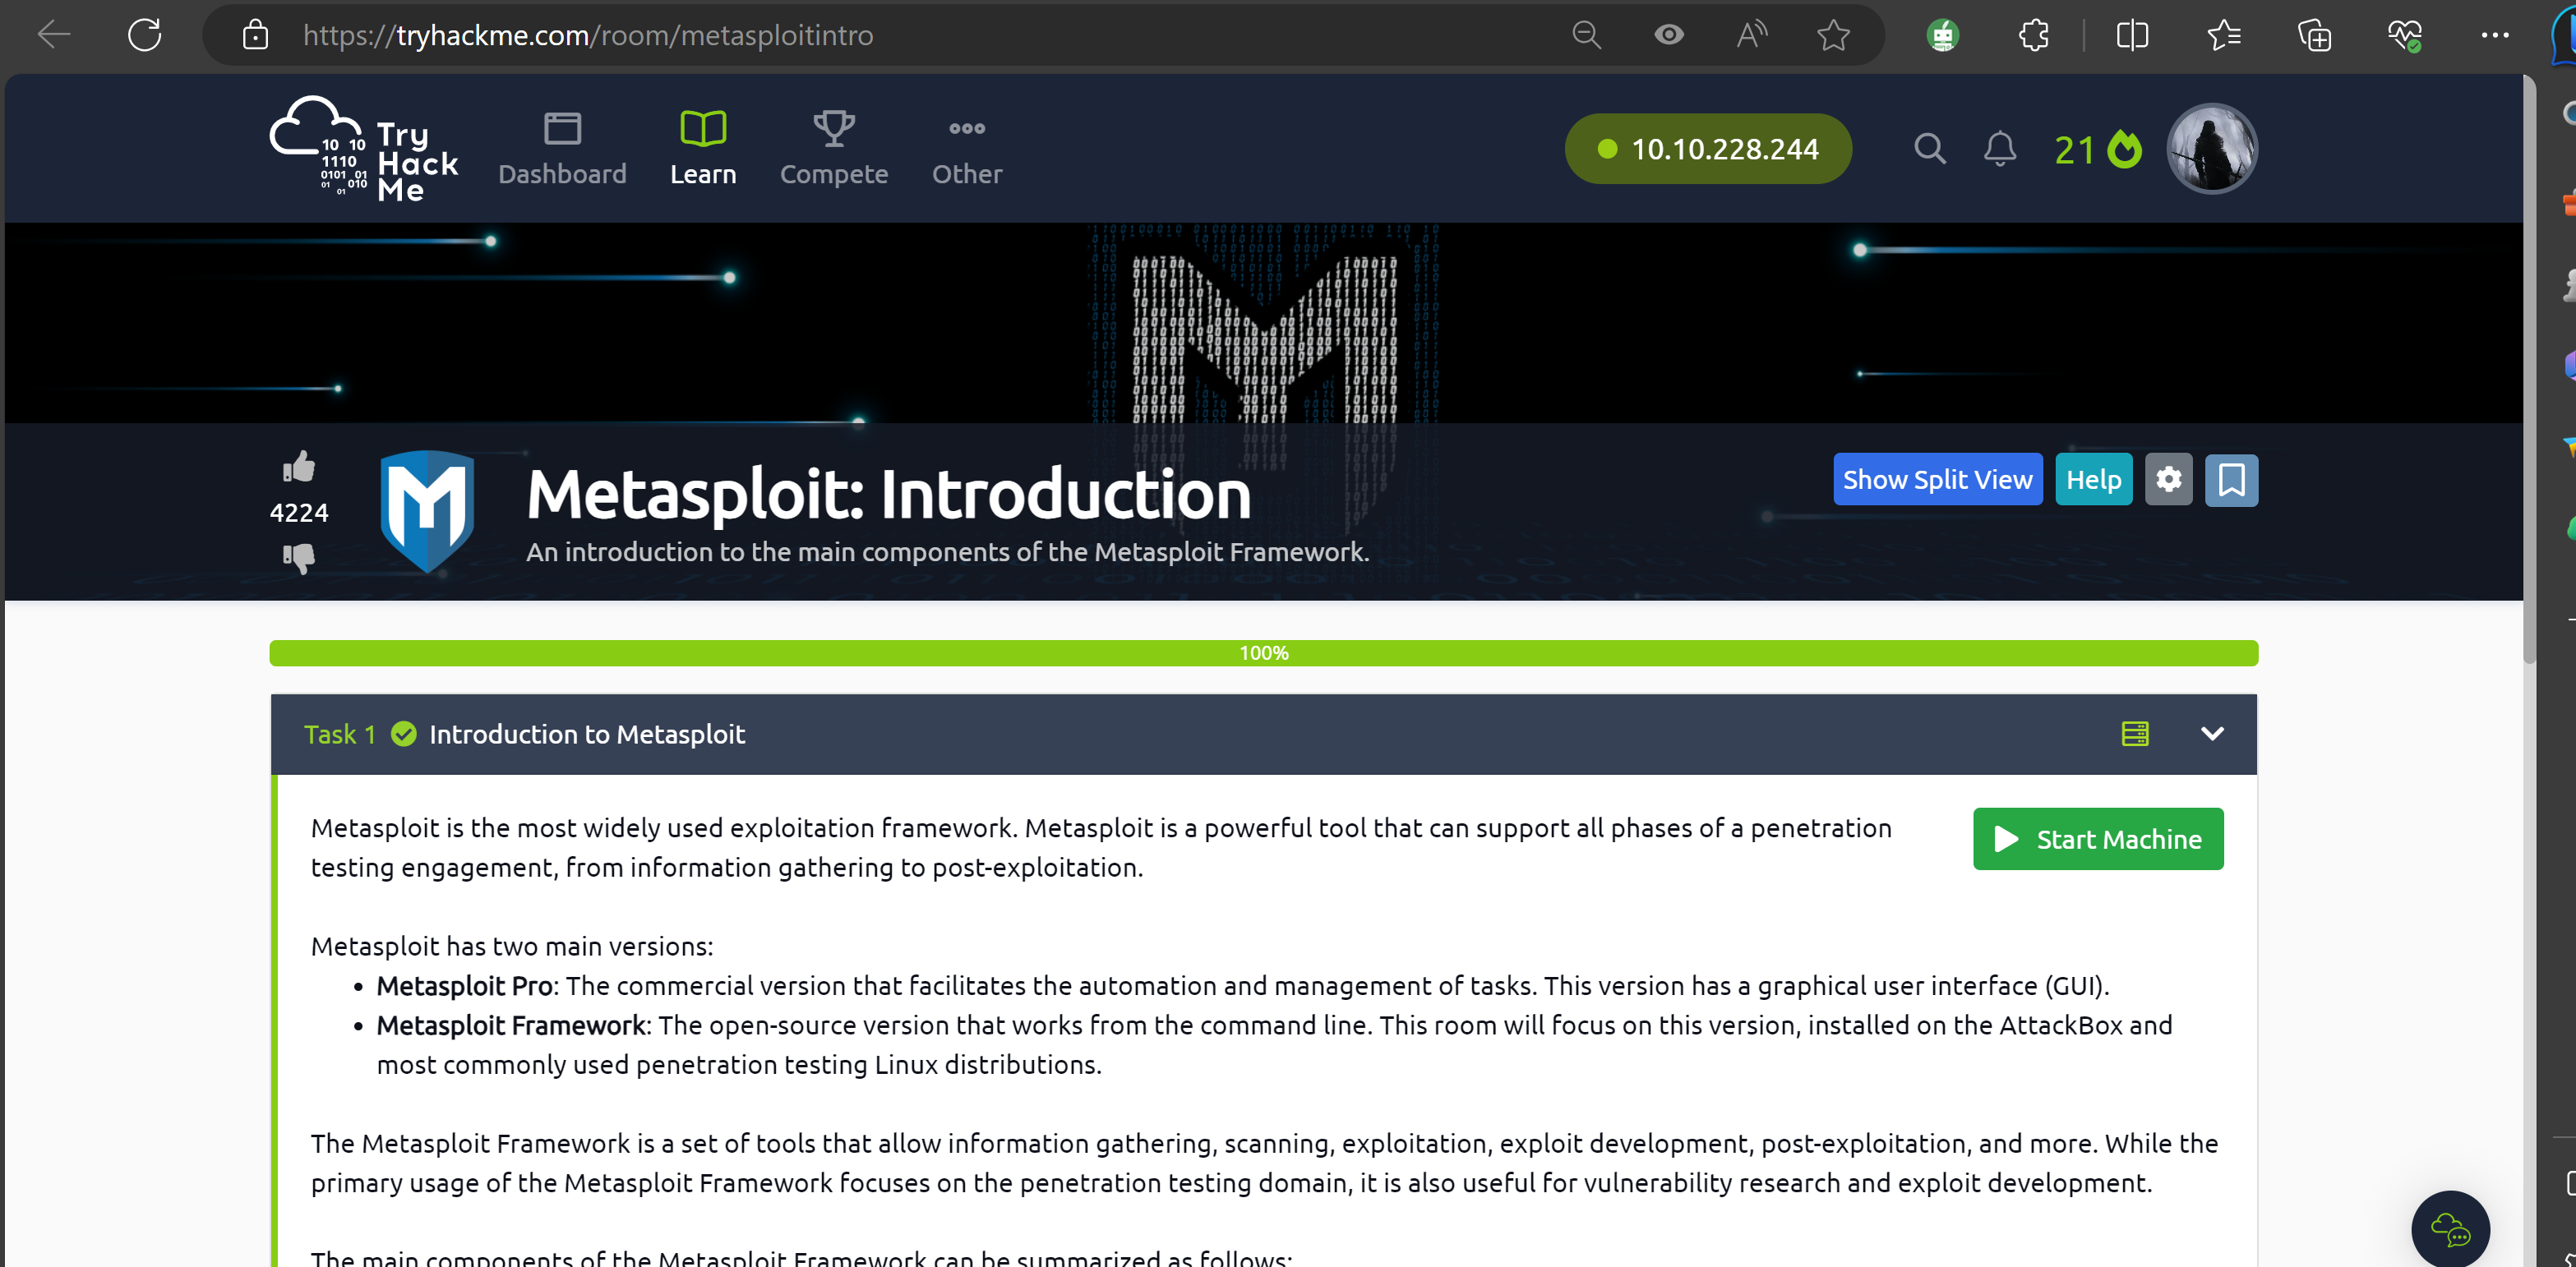 https://tryhackme.com/room/metasploitintro
Try
Hack
Me
10 10
1110
0101 01
01 010
01
Dashboard
Learn
Compete
Other
10.10.228.244
21
4224
Metasploit: Introduction
An introduction to the main components of the Metasploit Framework.
Show Split View
Help
100%
Task 1
Introduction to Metasploit
Metasploit is the most widely used exploitation framework. Metasploit is a powerful tool that can support all phases of a penetration
testing engagement, from information gathering to post-exploitation.
Start Machine
Metasploit has two main versions:
• Metasploit Pro: The commercial version that facilitates the automation and management of tasks. This version has a graphical user interface (GUI).
• Metasploit Framework: The open-source version that works from the command line. This room will focus on this version, installed on the AttackBox and
most commonly used penetration testing Linux distributions.
The Metasploit Framework is a set of tools that allow information gathering, scanning, exploitation, exploit development, post-exploitation, and more. While the
primary usage of the Metasploit Framework focuses on the penetration testing domain, it is also useful for vulnerability research and exploit development.
The main components of the Metasploit Framework can be summarized as follows: